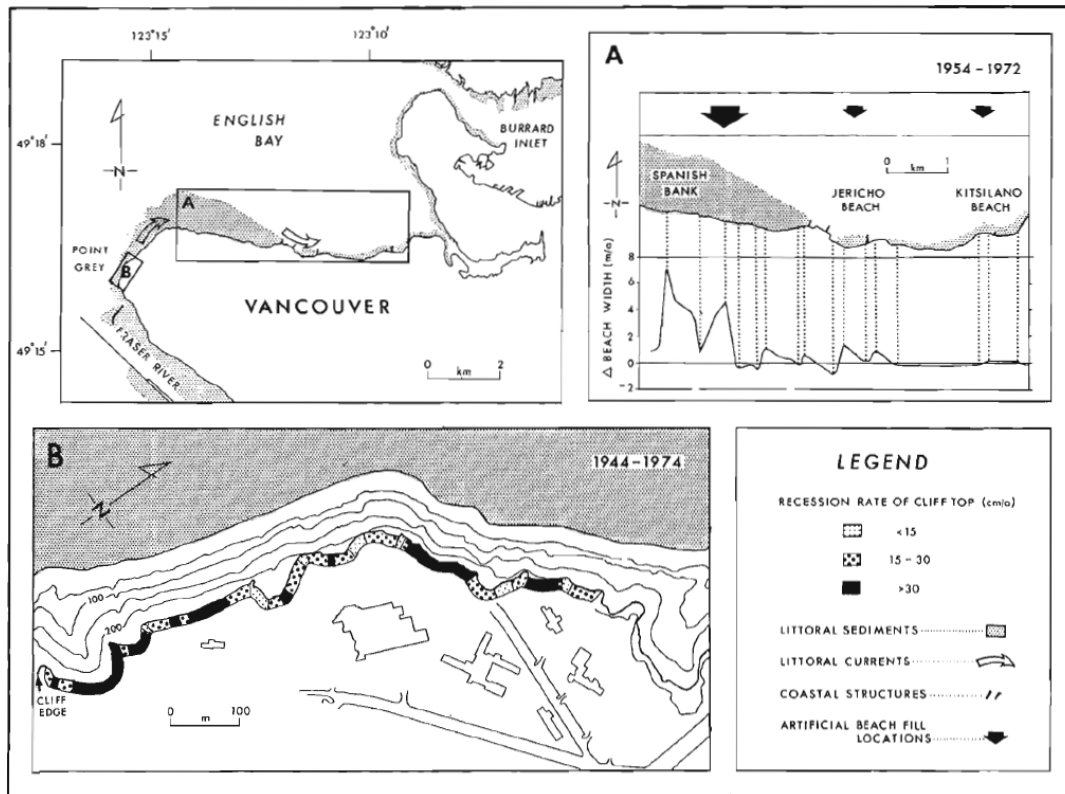 123°15′ 123°10′
49°18′
49°15′
N
ENGLISH
BAY
BURRARD
INLET
A
B
POINT
GREY
VANCOUVER
FRASER RIVER
0 2
km
A
1954 – 1972
0 1
km
N
SPANISH
BANK
JERICHO
BEACH
KITSILANO
BEACH
Δ BEACH WIDTH (m/a)
8
6
4
2
0
−2
B
1944–1974
N
100
200
CLIFF
EDGE
0 100
m
LEGEND
RECESSION RATE OF CLIFF TOP (cm/a)
<15
15 – 30
>30
LITTORAL SEDIMENTS
LITTORAL CURRENTS
COASTAL STRUCTURES
ARTIFICIAL BEACH FILL
LOCATIONS